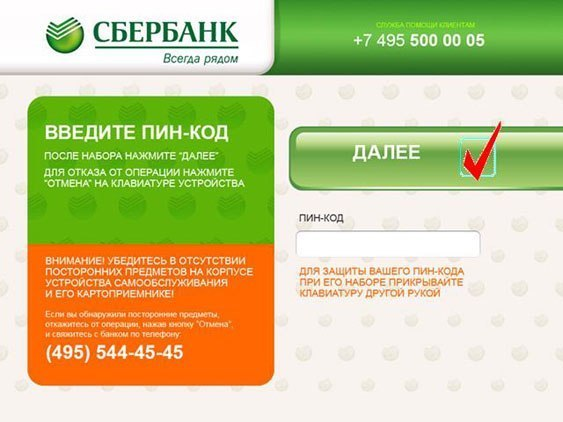 СБЕРБАНК
Всегда рядом
СЛУЖБА ПОМОЩИ КЛИЕНТАМ
+7 495 500 00 05
ВВЕДИТЕ ПИН-КОД
ПОСЛЕ НАБОРА НАЖМИТЕ "ДАЛЕЕ"
ДЛЯ ОТКАЗА ОТ ОПЕРАЦИИ НАЖМИТЕ
"ОТМЕНА" НА КЛАВИАТУРЕ УСТРОЙСТВА
ВНИМАНИЕ! УБЕДИТЕСЬ В ОТСУТСТВИИ
ПОСТОРОННИХ ПРЕДМЕТОВ НА КОРПУСЕ
УСТРОЙСТВА САМООБСЛУЖИВАНИЯ
И ЕГО КАРТОПРИЕМНИКЕ!
Если вы обнаружили посторонние предметы,
откажитесь от операции, нажав кнопку "Отмена",
и свяжитесь с банком по телефону:
(495) 544-45-45
ДАЛЕЕ
ПИН-КОД
ДЛЯ ЗАЩИТЫ ВАШЕГО ПИН-КОДА
ПРИ ЕГО НАБОРЕ ПРИКРЫВАЙТЕ
КЛАВИАТУРУ ДРУГОЙ РУКОЙ